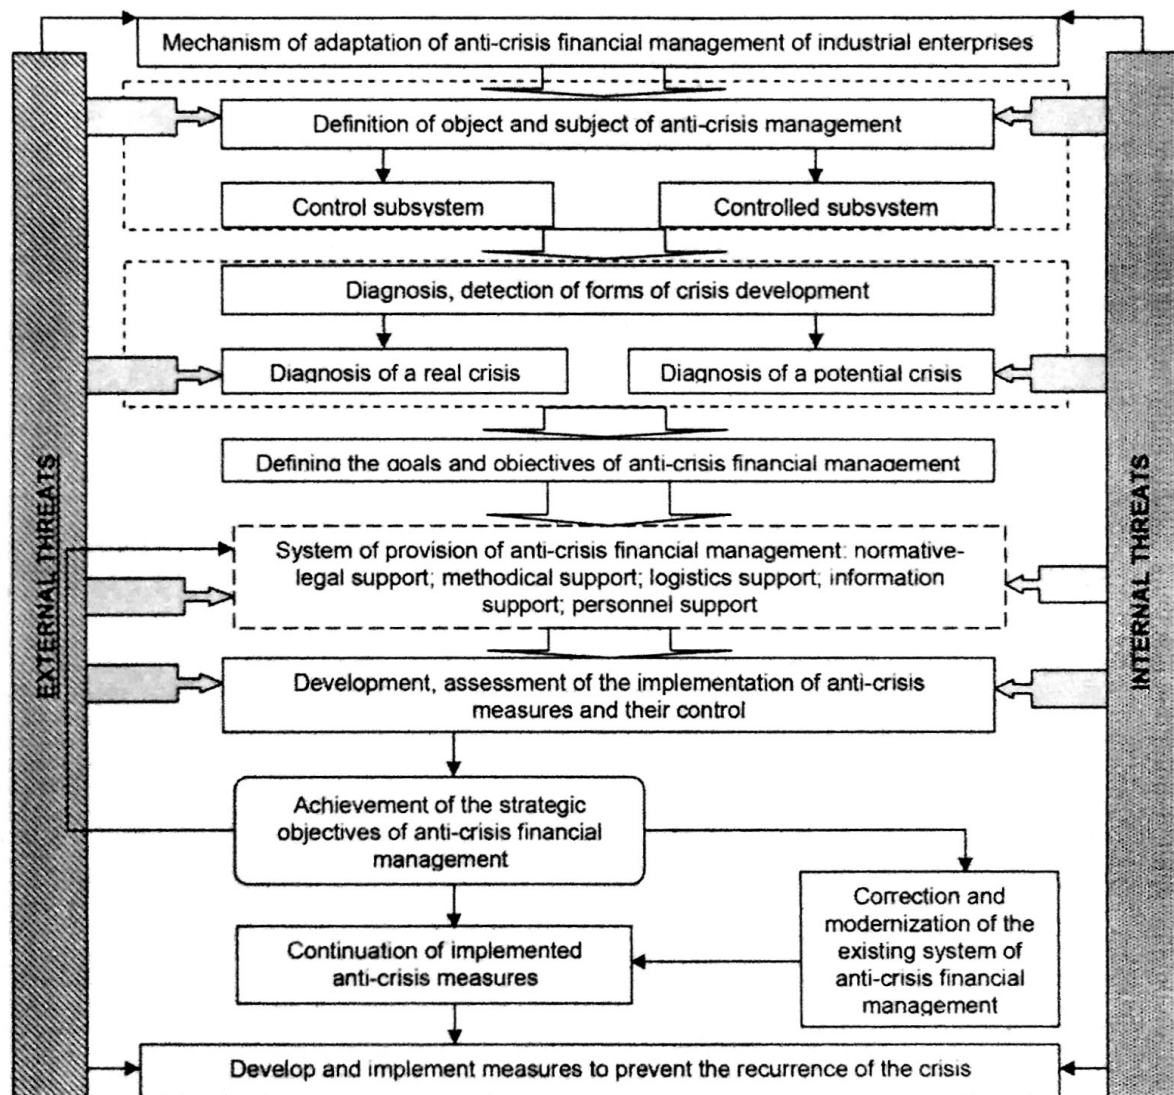 Mechanism of adaptation of anti-crisis financial management of industrial enterprises
Definition of object and subject of anti-crisis management
Control subsystem
Controlled subsystem
Diagnosis, detection of forms of crisis development
Diagnosis of a real crisis
Diagnosis of a potential crisis
Defining the goals and objectives of anti-crisis financial management
EXTERNAL THREATS
INTERNAL THREATS
System of provision of anti-crisis financial management: normative-
legal support; methodical support; logistics support; information
support; personnel support
Development, assessment of the implementation of anti-crisis
measures and their control
Achievement of the strategic
objectives of anti-crisis financial
management
Correction and
modernization of the
existing system of
anti-crisis financial
management
Continuation of implemented
anti-crisis measures
Develop and implement measures to prevent the recurrence of the crisis